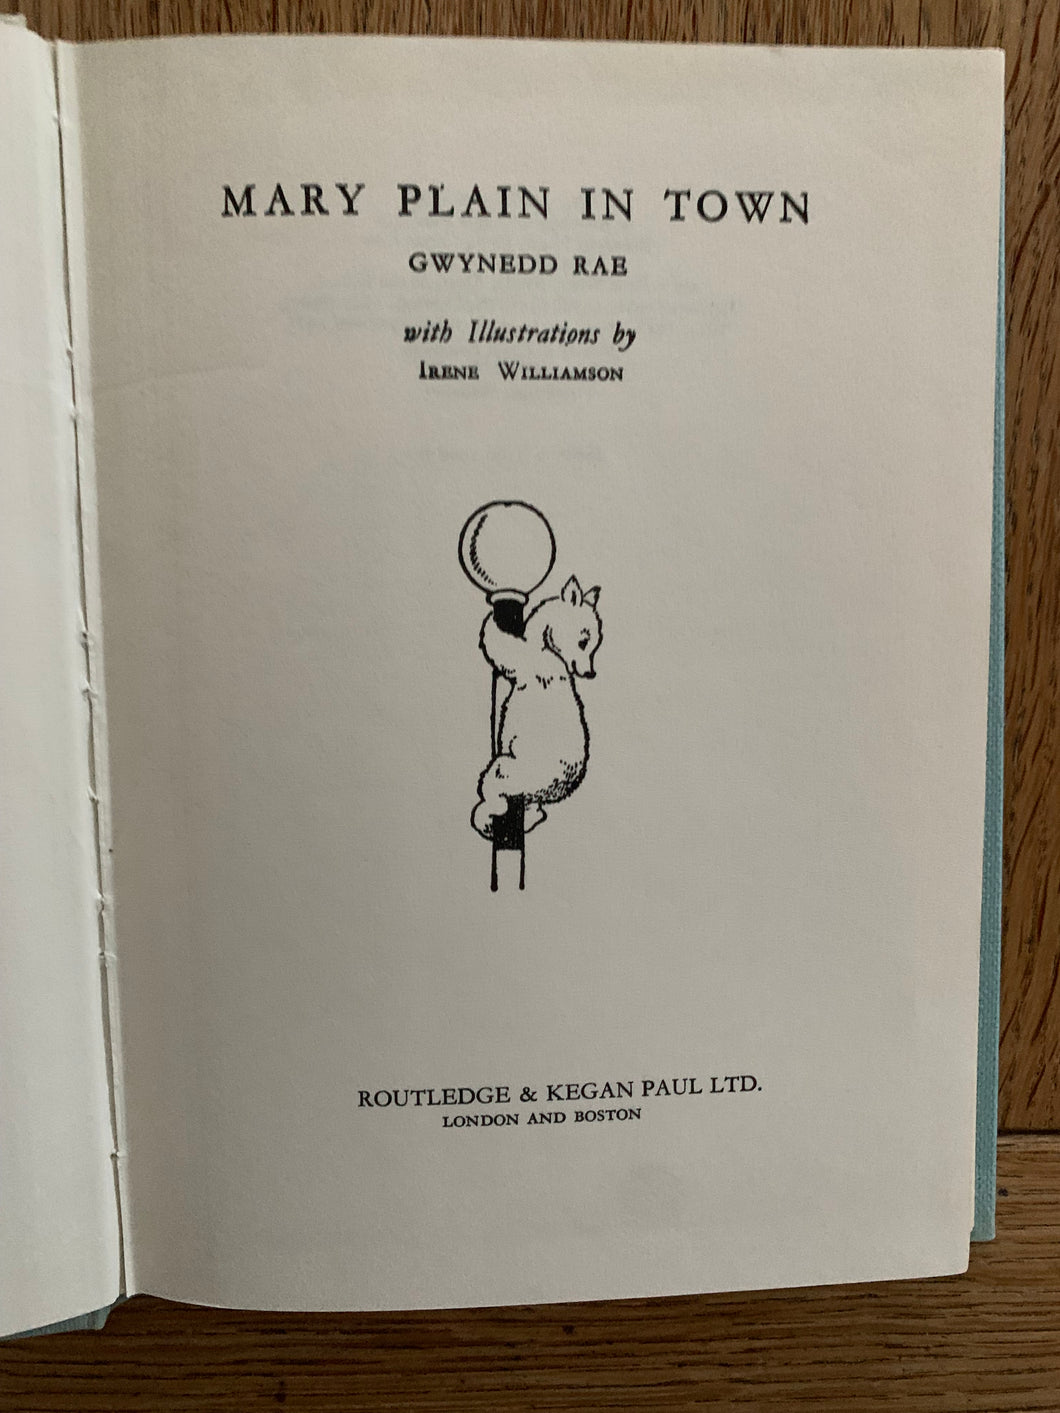 MARY PLAIN IN TOWN
GWYNEDD RAE
with Illustrations by
IRENE WILLIAMSON
ROUTLEDGE & KEGAN PAUL LTD.
LONDON AND BOSTON